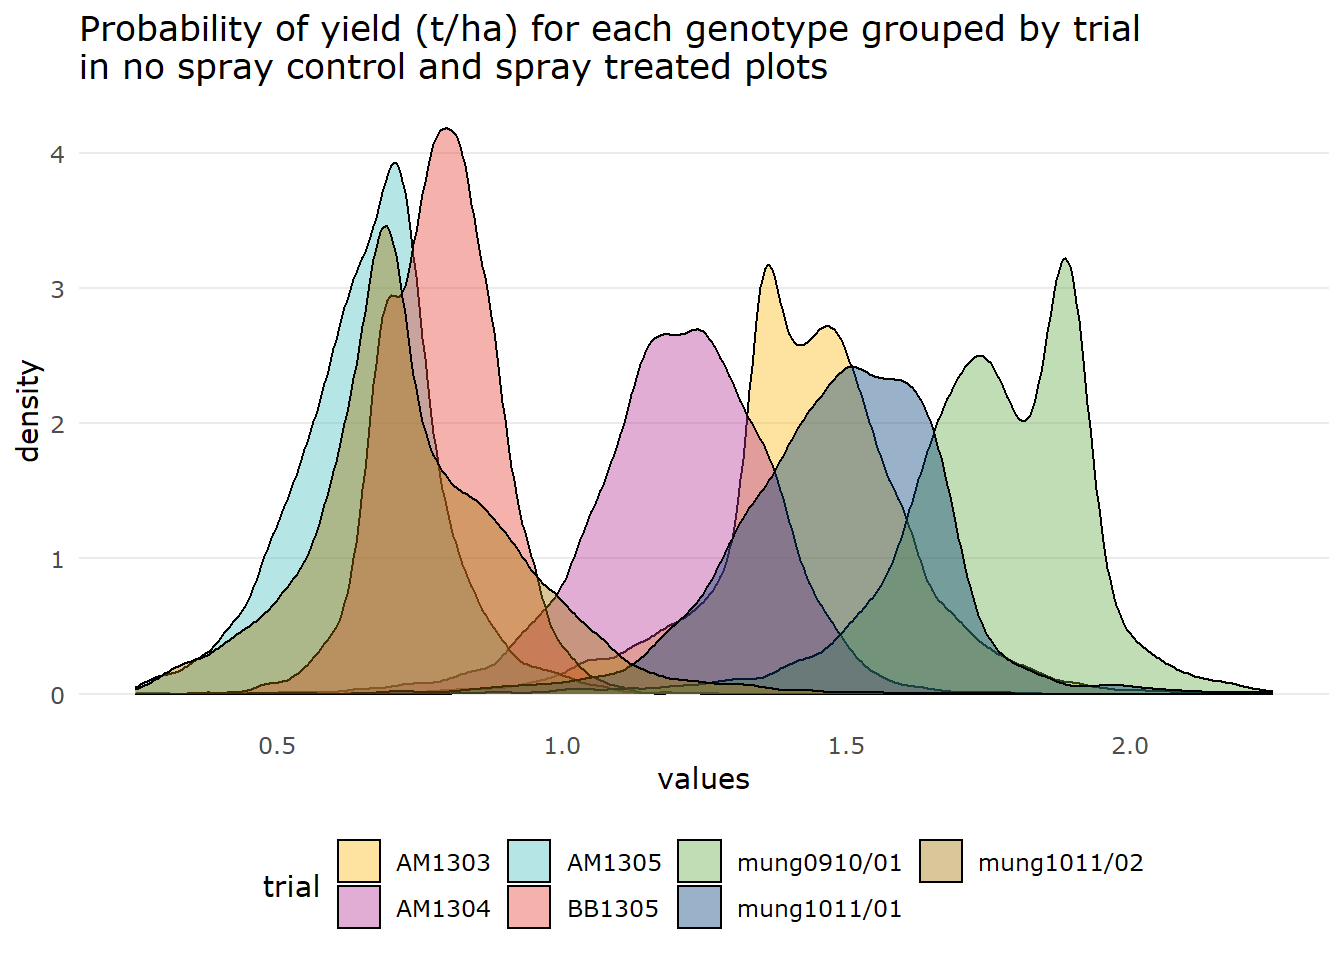 Probability of yield (t/ha) for each genotype grouped by trial
in no spray control and spray treated plots
density
4
3
2
1
0
0.5 1.0 1.5 2.0
values
trial
AM1303 AM1305 mung0910/01 mung1011/02
AM1304 BB1305 mung1011/01